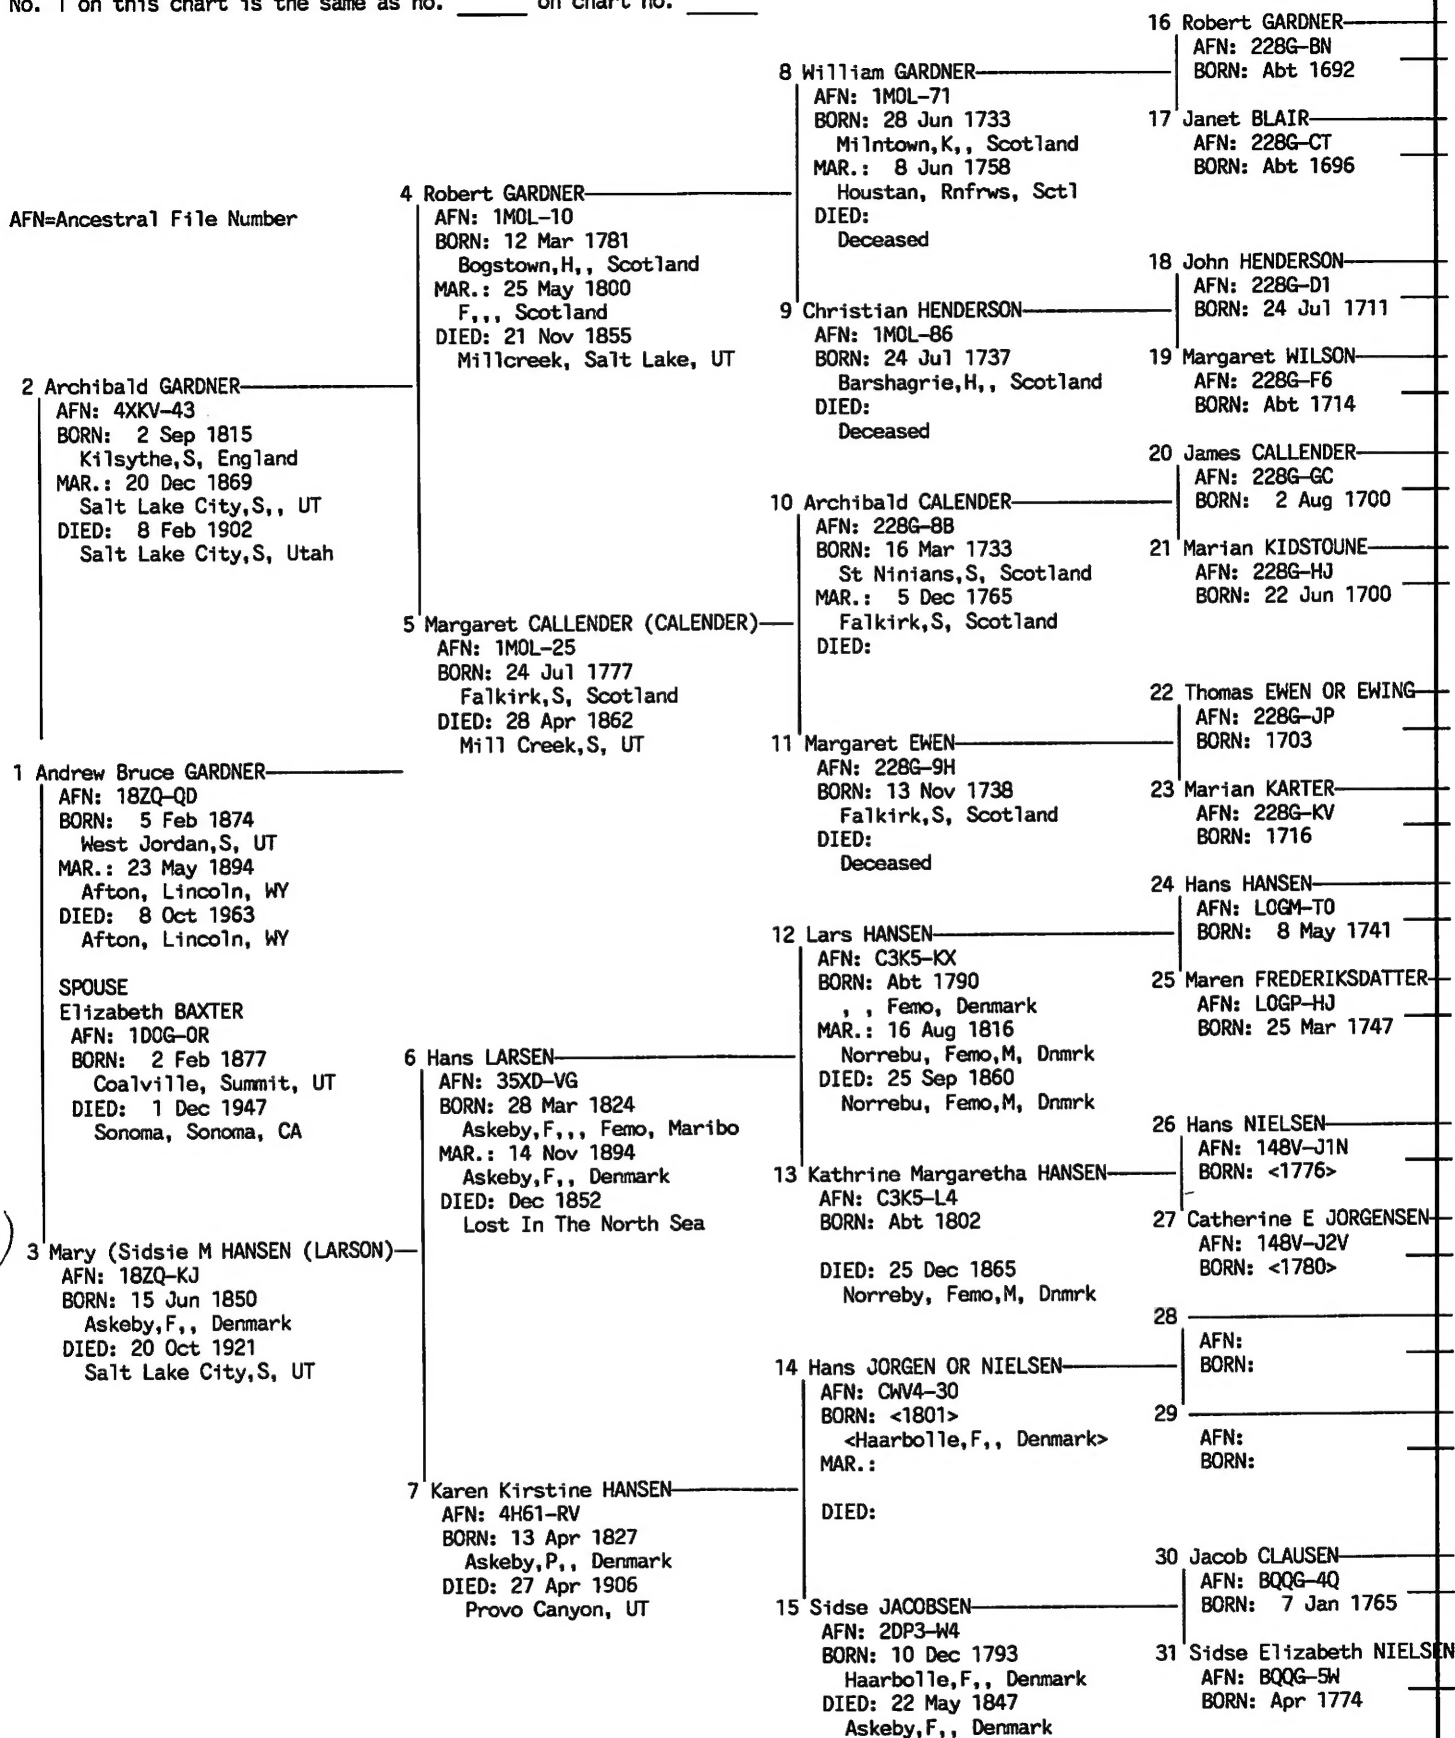 No. 1 on this chart is the same as no. _____ on chart no. _____
AFN=Ancestral File Number
1 Andrew Bruce GARDNER
AFN: 18ZQ-QD
BORN: 5 Feb 1874
West Jordan,S, UT
MAR.: 23 May 1894
Afton, Lincoln, WY
DIED: 8 Oct 1963
Afton, Lincoln, WY
SPOUSE
Elizabeth BAXTER
AFN: 1DOG-OR
BORN: 2 Feb 1877
Coalville, Summit, UT
DIED: 1 Dec 1947
Sonoma, Sonoma, CA
2 Archibald GARDNER
AFN: 4XKV-43
BORN: 2 Sep 1815
Kilsythe,S, England
MAR.: 20 Dec 1869
Salt Lake City,S,, UT
DIED: 8 Feb 1902
Salt Lake City,S, Utah
3 Mary (Sidsie M HANSEN (LARSON)
AFN: 18ZQ-KJ
BORN: 15 Jun 1850
Askeby,F,, Denmark
DIED: 20 Oct 1921
Salt Lake City,S, UT
4 Robert GARDNER
AFN: 1MOL-10
BORN: 12 Mar 1781
Bogstown,H,, Scotland
MAR.: 25 May 1800
F,,, Scotland
DIED: 21 Nov 1855
Millcreek, Salt Lake, UT
5 Margaret CALLENDER (CALENDER)
AFN: 1MOL-25
BORN: 24 Jul 1777
Falkirk,S, Scotland
DIED: 28 Apr 1862
Mill Creek,S, UT
6 Hans LARSEN
AFN: 35XD-VG
BORN: 28 Mar 1824
Askeby,F,,, Femo, Maribo
MAR.: 14 Nov 1894
Askeby,F,, Denmark
DIED: Dec 1852
Lost In The North Sea
7 Karen Kirstine HANSEN
AFN: 4H61-RV
BORN: 13 Apr 1827
Askeby,P,, Denmark
DIED: 27 Apr 1906
Provo Canyon, UT
8 William GARDNER
AFN: 1MOL-71
BORN: 28 Jun 1733
Milntown,K,, Scotland
MAR.: 8 Jun 1758
Houstan, Rnfrws, Sctl
DIED:
Deceased
9 Christian HENDERSON
AFN: 1MOL-86
BORN: 24 Jul 1737
Barshagrie,H,, Scotland
DIED:
Deceased
10 Archibald CALENDER
AFN: 228G-8B
BORN: 16 Mar 1733
St Ninians,S, Scotland
MAR.: 5 Dec 1765
Falkirk,S, Scotland
DIED:
11 Margaret EWEN
AFN: 228G-9H
BORN: 13 Nov 1738
Falkirk,S, Scotland
DIED:
Deceased
12 Lars HANSEN
AFN: C3K5-KX
BORN: Abt 1790
, , Femo, Denmark
MAR.: 16 Aug 1816
Norrebu, Femo,M, Dnmrk
DIED: 25 Sep 1860
Norrebu, Femo,M, Dnmrk
13 Kathrine Margaretha HANSEN
AFN: C3K5-L4
BORN: Abt 1802
DIED: 25 Dec 1865
Norreby, Femo,M, Dnmrk
14 Hans JORGEN OR NIELSEN
AFN: CWV4-30
BORN: <1801>
<Haarbolle,F,, Denmark>
MAR.:
DIED:
15 Sidse JACOBSEN
AFN: 2DP3-W4
BORN: 10 Dec 1793
Haarbolle,F,, Denmark
DIED: 22 May 1847
Askeby,F,, Denmark
16 Robert GARDNER
AFN: 228G-BN
BORN: Abt 1692
17 Janet BLAIR
AFN: 228G-CT
BORN: Abt 1696
18 John HENDERSON
AFN: 228G-D1
BORN: 24 Jul 1711
19 Margaret WILSON
AFN: 228G-F6
BORN: Abt 1714
20 James CALLENDER
AFN: 228G-GC
BORN: 2 Aug 1700
21 Marian KIDSTOUNE
AFN: 228G-HJ
BORN: 22 Jun 1700
22 Thomas EWEN OR EWING
AFN: 228G-JP
BORN: 1703
23 Marian KARTER
AFN: 228G-KV
BORN: 1716
24 Hans HANSEN
AFN: LOGM-TO
BORN: 8 May 1741
25 Maren FREDERIKSDATTER
AFN: LOGP-HJ
BORN: 25 Mar 1747
26 Hans NIELSEN
AFN: 148V-J1N
BORN: <1776>
27 Catherine E JORGENSEN
AFN: 148V-J2V
BORN: <1780>
28
AFN:
BORN:
29
AFN:
BORN:
30 Jacob CLAUSEN
AFN: BQQG-4Q
BORN: 7 Jan 1765
31 Sidse Elizabeth NIELSEN
AFN: BQQG-5W
BORN: Apr 1774